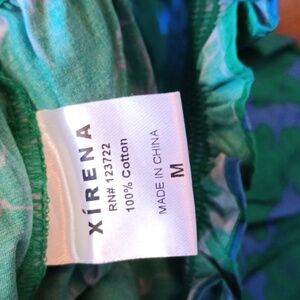 XÍRENA
RN# 123722
100% Cotton
MADE IN CHINA
M